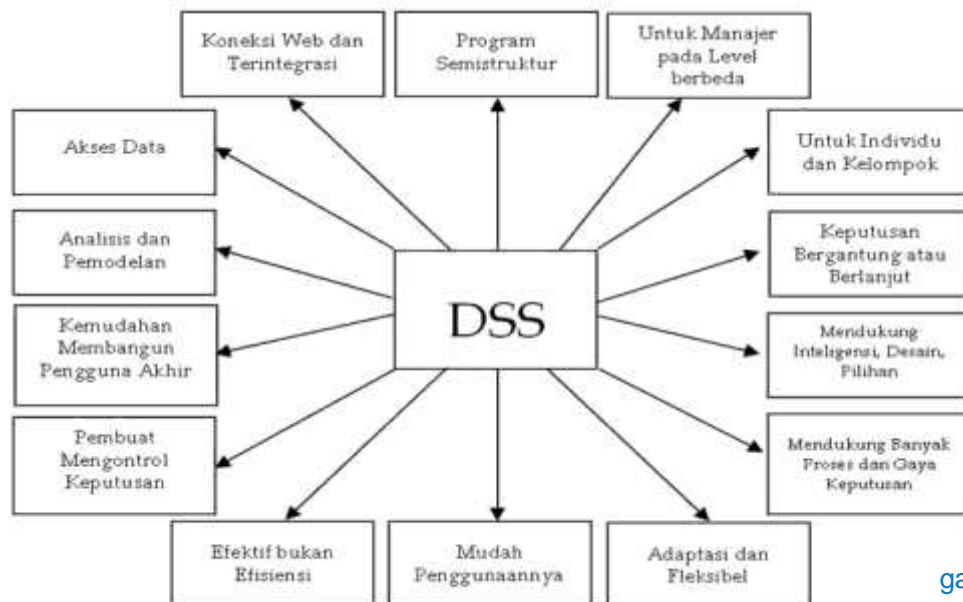 Koneksi Web dan
Terintegrasi
Program
Semistruktur
Untuk Manajer
pada Level
berbeda
Akses Data
Untuk Individu
dan Kelompok
Analisis dan
Pemodelan
Keputusan
Bergantung atau
Berlanjut
DSS
Kemudahan
Membangun
Pengguna Akhir
Mendukung
Inteligensi, Desain,
Pilihan
Pembuat
Mengontrol
Keputusan
Mendukung Banyak
Proses dan Gaya
Keputusan
Efektif bukan
Efisiensi
Mudah
Penggunaannya
Adaptasi dan
Fleksibel
ga